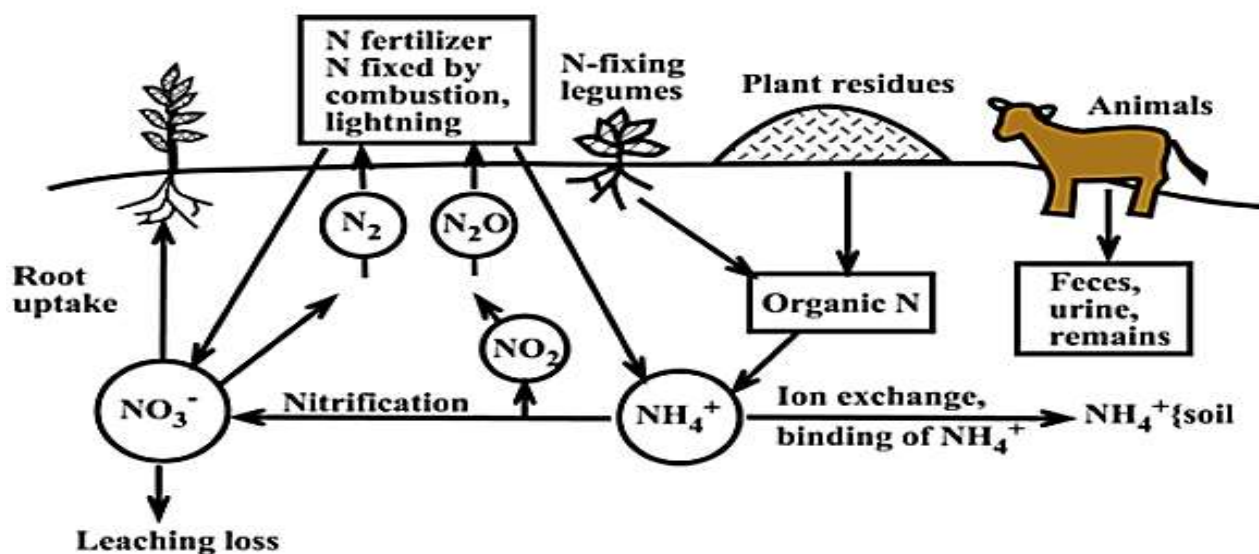 N fertilizer
N fixed by
combustion,
lightning
N-fixing
legumes
Plant residues
Animals
N₂
N₂O
Root
uptake
Organic N
Feces,
urine,
remains
NO₂
NO₃⁻
Nitrification
NH₄⁺
Ion exchange,
binding of NH₄⁺
NH₄⁺{soil
Leaching loss